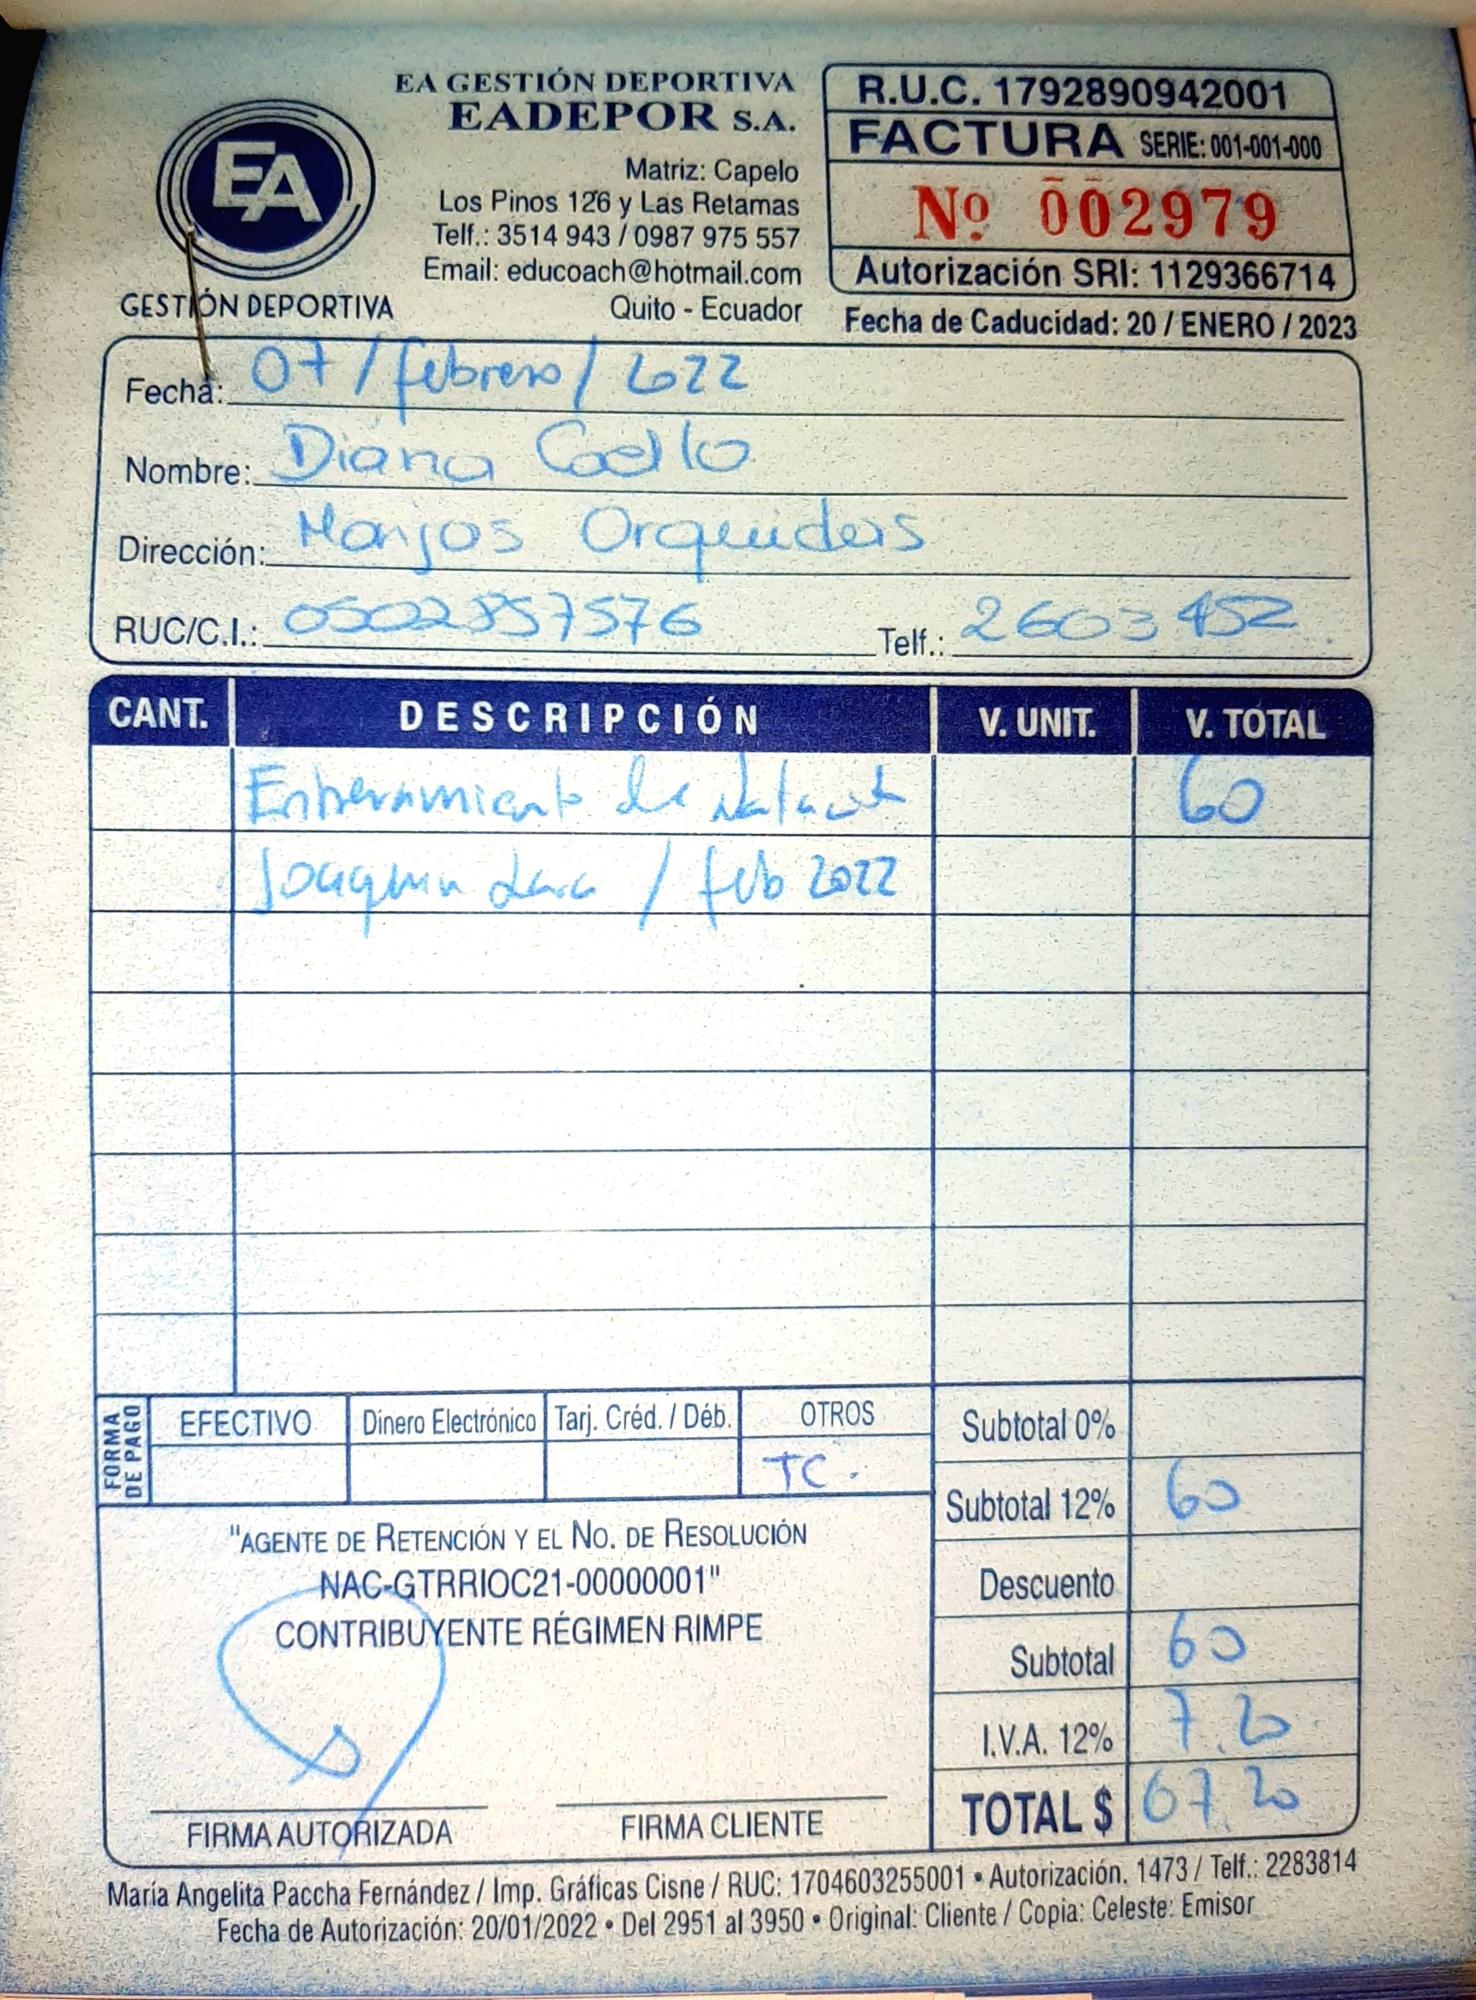 EA GESTIÓN DEPORTIVA
EADEPOR S.A.
EA
GESTIÓN DEPORTIVA
Matriz: Capelo
Los Pinos 126 y Las Retamas
Telf.: 3514 943 / 0987 975 557
Email: educoach@hotmail.com
Quito - Ecuador
R.U.C. 1792890942001
FACTURA SERIE: 001-001-000
Nº 002979
Autorización SRI: 1129366714
Fecha de Caducidad: 20 / ENERO / 2023
Fecha: 07 / febrero / 2022
Nombre: Diana Coello
Dirección: Monjas Orquideas
RUC/C.I.: 0502857576 Telf.: 2603452
CANT. DESCRIPCIÓN V. UNIT. V. TOTAL
Entrenamiento de Natación 60
Joaquin Lara / feb 2022
FORMA DE PAGO
EFECTIVO Dinero Electrónico Tarj. Créd. / Déb. OTROS
TC.
Subtotal 0%
Subtotal 12% 60
Descuento
Subtotal 60
I.V.A. 12% 7.20
TOTAL $ 67.20
"AGENTE DE RETENCIÓN Y EL NO. DE RESOLUCIÓN
NAC-GTRRIOC21-00000001"
CONTRIBUYENTE RÉGIMEN RIMPE
FIRMA AUTORIZADA FIRMA CLIENTE
María Angelita Paccha Fernández / Imp. Gráficas Cisne / RUC: 1704603255001 • Autorización. 1473 / Telf.: 2283814
Fecha de Autorización: 20/01/2022 • Del 2951 al 3950 • Original: Cliente / Copia: Celeste: Emisor